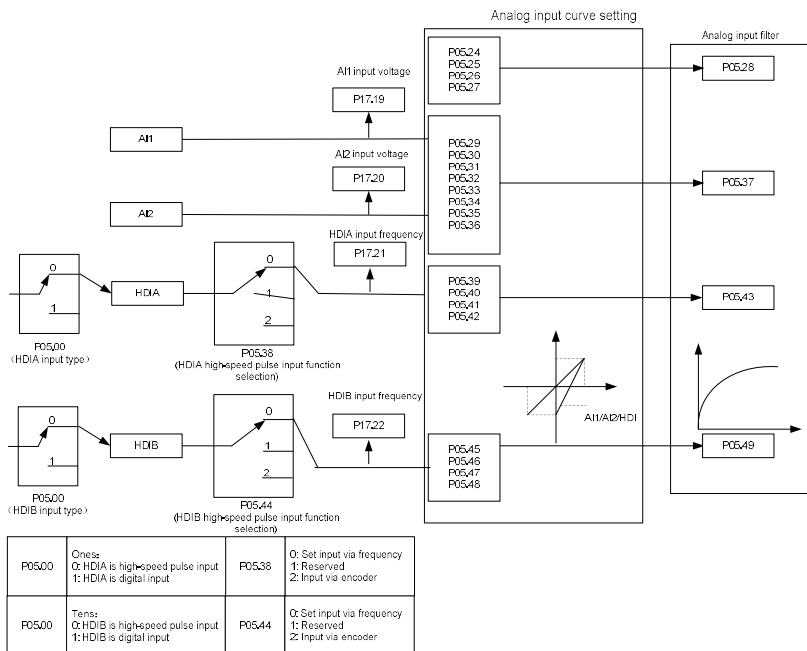 Analog input curve setting
Analog input filter
AI1 input voltage
P17.19
AI1
P05.24
P05.25
P05.26
P05.27
P05.28
AI2 input voltage
P17.20
AI2
P05.29
P05.30
P05.31
P05.32
P05.33
P05.34
P05.35
P05.36
P05.37
HDIA input frequency
P17.21
0
1
HDIA
0
1
2
P05.39
P05.40
P05.41
P05.42
P05.43
P05.00
(HDIA input type)
P05.38
(HDIA high-speed pulse input function
selection)
AI1/AI2/HDI
HDIB input frequency
P17.22
0
1
HDIB
0
1
2
P05.45
P05.46
P05.47
P05.48
P05.49
P05.00
(HDIB input type)
P05.44
(HDIB high-speed pulse input function
selection)
P05.00
Ones:
0: HDIA is high-speed pulse input
1: HDIA is digital input
P05.38
0: Set input via frequency
1: Reserved
2: Input via encoder
P05.00
Tens:
0: HDIB is high-speed pulse input
1: HDIB is digital input
P05.44
0: Set input via frequency
1: Reserved
2: Input via encoder